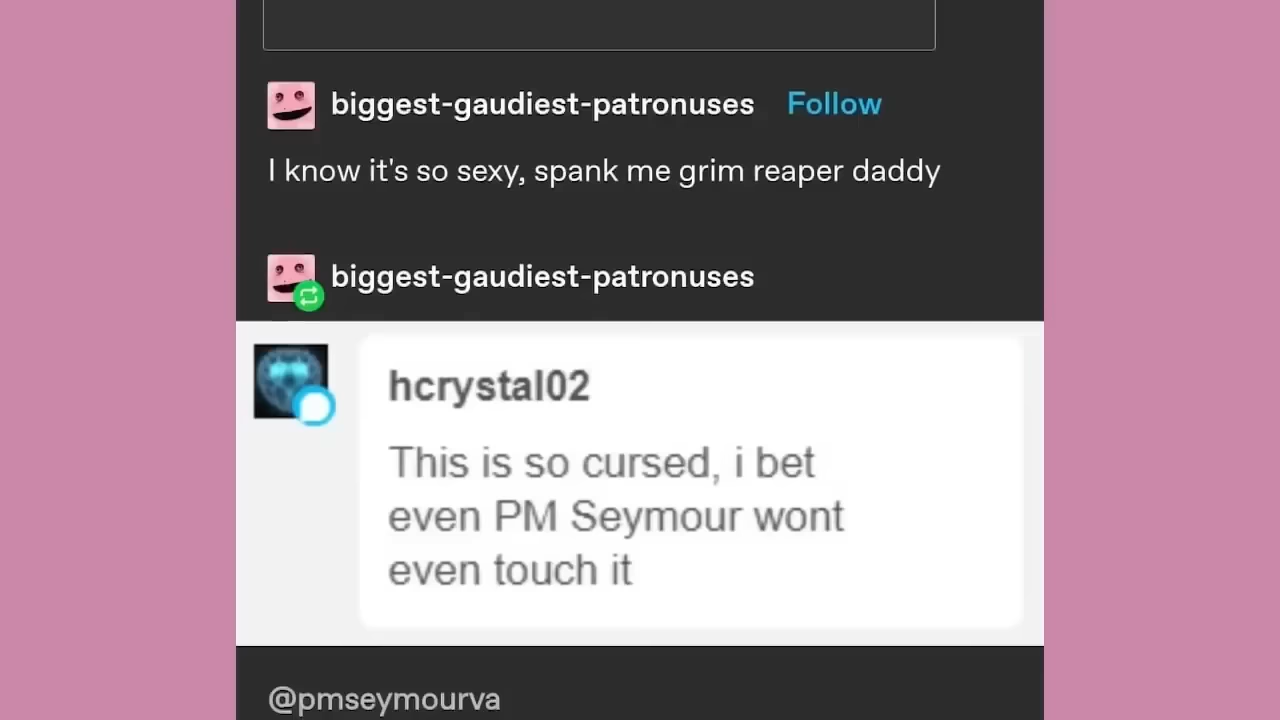 biggest-gaudiest-patronuses Follow
I know it's so sexy, spank me grim reaper daddy
biggest-gaudiest-patronuses
hcrystal02
This is so cursed, i bet
even PM Seymour wont
even touch it
@pmseymourva